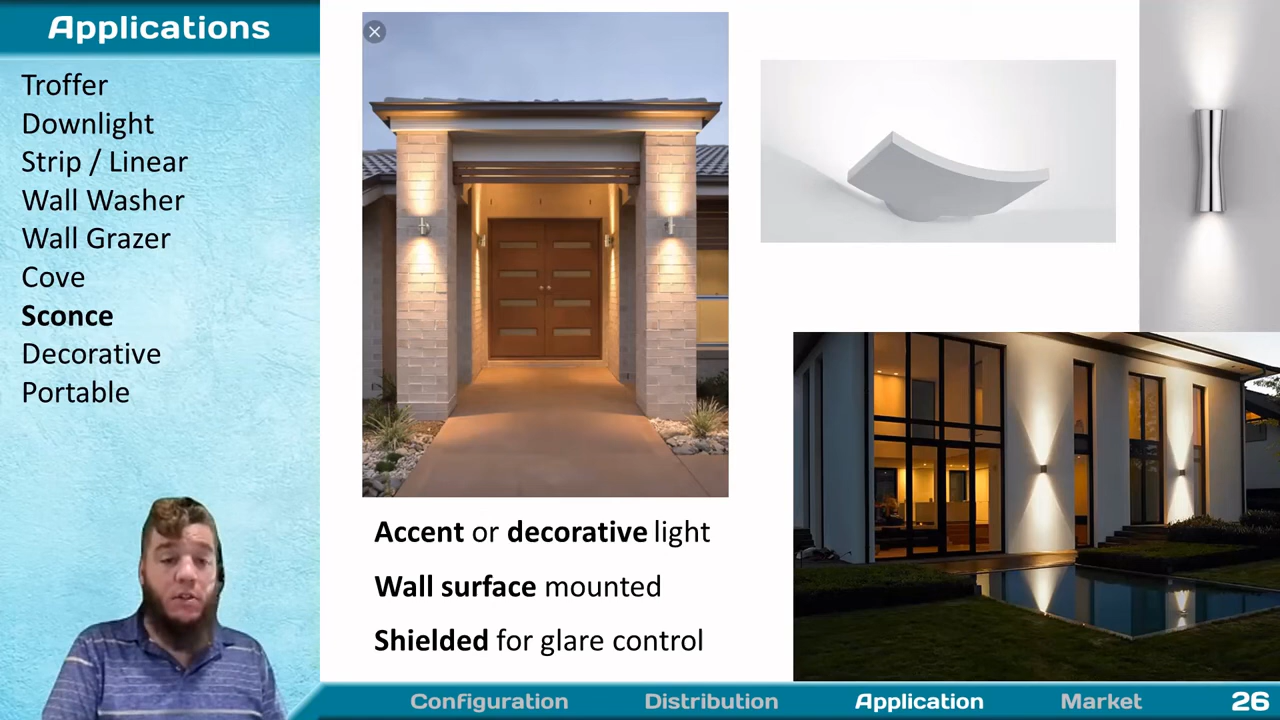 Applications
Troffer
Downlight
Strip / Linear
Wall Washer
Wall Grazer
Cove
Sconce
Decorative
Portable
Accent or decorative light
Wall surface mounted
Shielded for glare control
Configuration Distribution Application Market 26